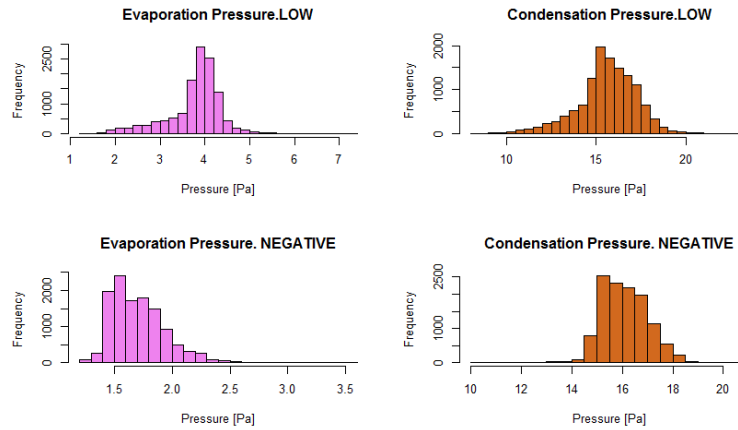 Evaporation Pressure.LOW
Frequency
0 1000 2500
1 2 3 4 5 6 7
Pressure [Pa]
Condensation Pressure.LOW
Frequency
0 1000 2000
10 15 20
Pressure [Pa]
Evaporation Pressure. NEGATIVE
Frequency
0 1000 2000
1.5 2.0 2.5 3.0 3.5
Pressure [Pa]
Condensation Pressure. NEGATIVE
Frequency
0 1000 2500
10 12 14 16 18 20
Pressure [Pa]